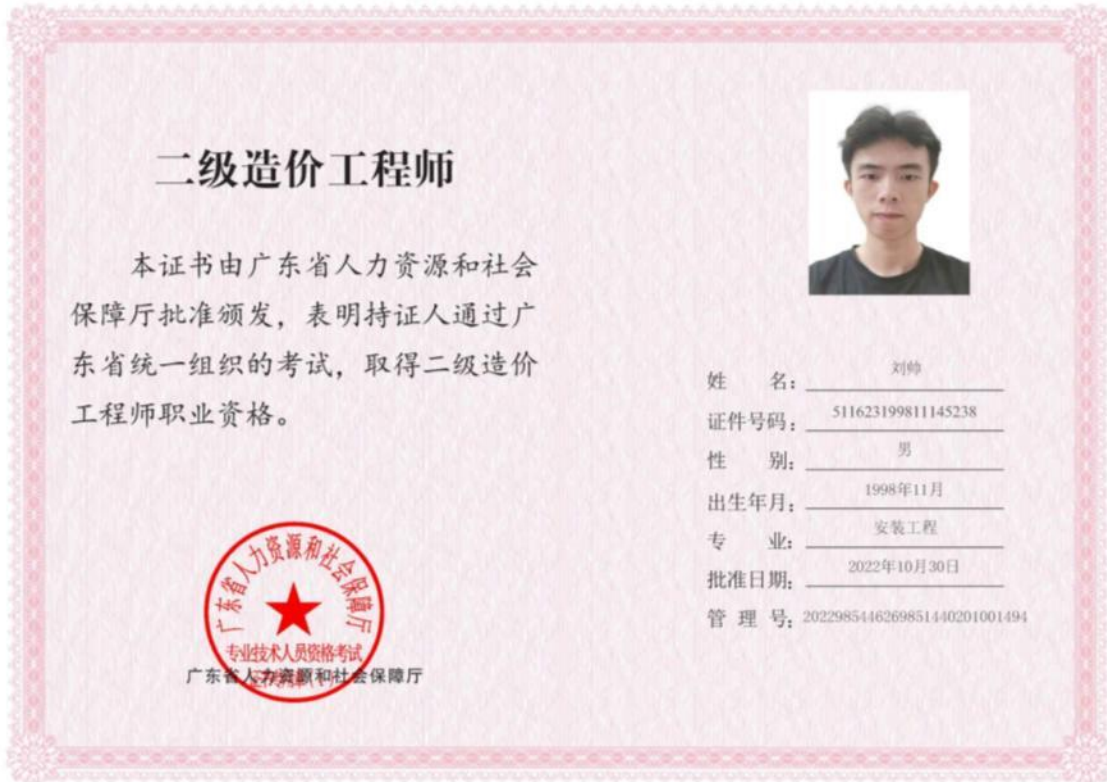 二级造价工程师
本证书由广东省人力资源和社会
保障厅批准颁发，表明持证人通过广
东省统一组织的考试，取得二级造价
工程师职业资格。
姓 名：刘帅
证件号码：511623199811145238
性 别：男
出生年月：1998年11月
专 业：安装工程
批准日期：2022年10月30日
管 理 号：2022985446269851440201001494
广东省人力资源和社会保障厅
专业技术人员资格考试
广东省人力资源和社会保障厅